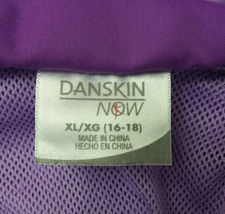 DANSKIN
NOW
XL/XG (16-18)
MADE IN CHINA
HECHO EN CHINA